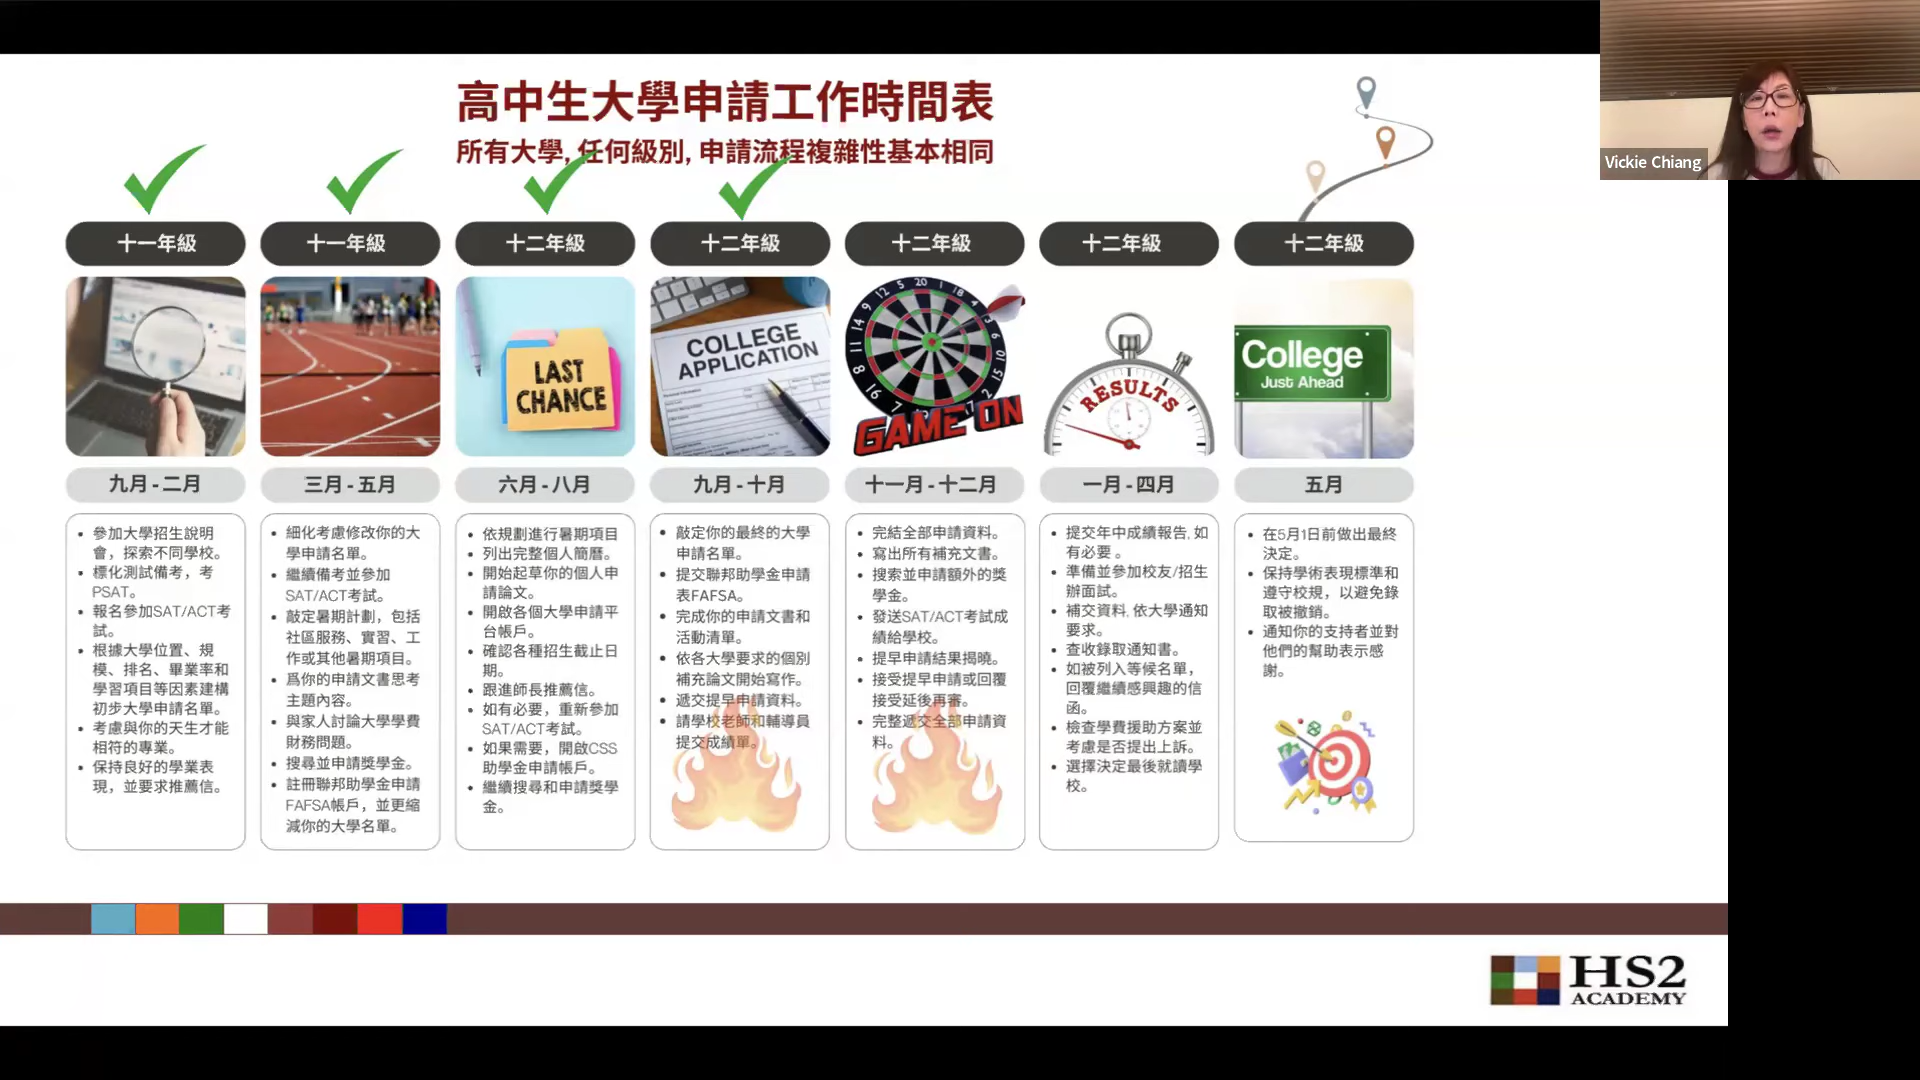 高中生大學申請工作時間表
所有大學, 任何級別, 申請流程複雜性基本相同
Vickie Chiang
十一年級
九月 - 二月
• 參加大學招生說明
會，探索不同學校。
• 標化測試備考，考
PSAT。
• 報名參加SAT/ACT考
試。
• 根據大學位置、規
模、排名、畢業率和
學習項目等因素建構
初步大學申請名單。
• 考慮與你的天生才能
相符的專業。
• 保持良好的學業表
現，並要求推薦信。
十一年級
三月 - 五月
• 細化考慮修改你的大
學申請名單。
• 繼續備考並參加
SAT/ACT考試。
• 敲定暑期計劃，包括
社區服務、實習、工
作或其他暑期項目。
• 爲你的申請文書思考
主題內容。
• 與家人討論大學學費
財務問題。
• 搜尋並申請獎學金。
• 註冊聯邦助學金申請
FAFSA帳戶，並更縮
減你的大學名單。
十二年級
LAST
CHANCE
六月 - 八月
• 依規劃進行暑期項目
• 列出完整個人簡歷。
• 開始起草你的個人申
請論文。
• 開啟各個大學申請平
台帳戶。
• 確認各種招生截止日
期。
• 跟進師長推薦信。
• 如有必要，重新參加
SAT/ACT考試。
• 如果需要，開啟CSS
助學金申請帳戶。
• 繼續搜尋和申請獎學
金。
十二年級
COLLEGE
APPLICATION
九月 - 十月
• 敲定你的最終的大學
申請名單。
• 提交聯邦助學金申請
表FAFSA。
• 完成你的申請文書和
活動清單。
• 依各大學要求的個別
補充論文開始寫作。
• 遞交提早申請資料。
• 請學校老師和輔導員
提交成績單。
十二年級
GAME ON
十一月 - 十二月
• 完結全部申請資料。
• 寫出所有補充文書。
• 搜索並申請額外的獎
學金。
• 發送SAT/ACT考試成
績給學校。
• 提早申請結果揭曉。
• 接受提早申請或回覆
接受延後再審。
• 完整遞交全部申請資
料。
十二年級
RESULTS
一月 - 四月
• 提交年中成績報告, 如
有必要 。
• 準備並參加校友/招生
辦面試。
• 補交資料, 依大學通知
要求。
• 查收錄取通知書。
• 如被列入等候名單，
回覆繼續感興趣的信
函。
• 檢查學費援助方案並
考慮是否提出上訴。
• 選擇決定最後就讀學
校。
十二年級
College
Just Ahead
五月
• 在5月1日前做出最終
決定。
• 保持學術表現標準和
遵守校規，以避免錄
取被撤銷。
• 通知你的支持者並對
他們的幫助表示感
謝。
HS2
ACADEMY